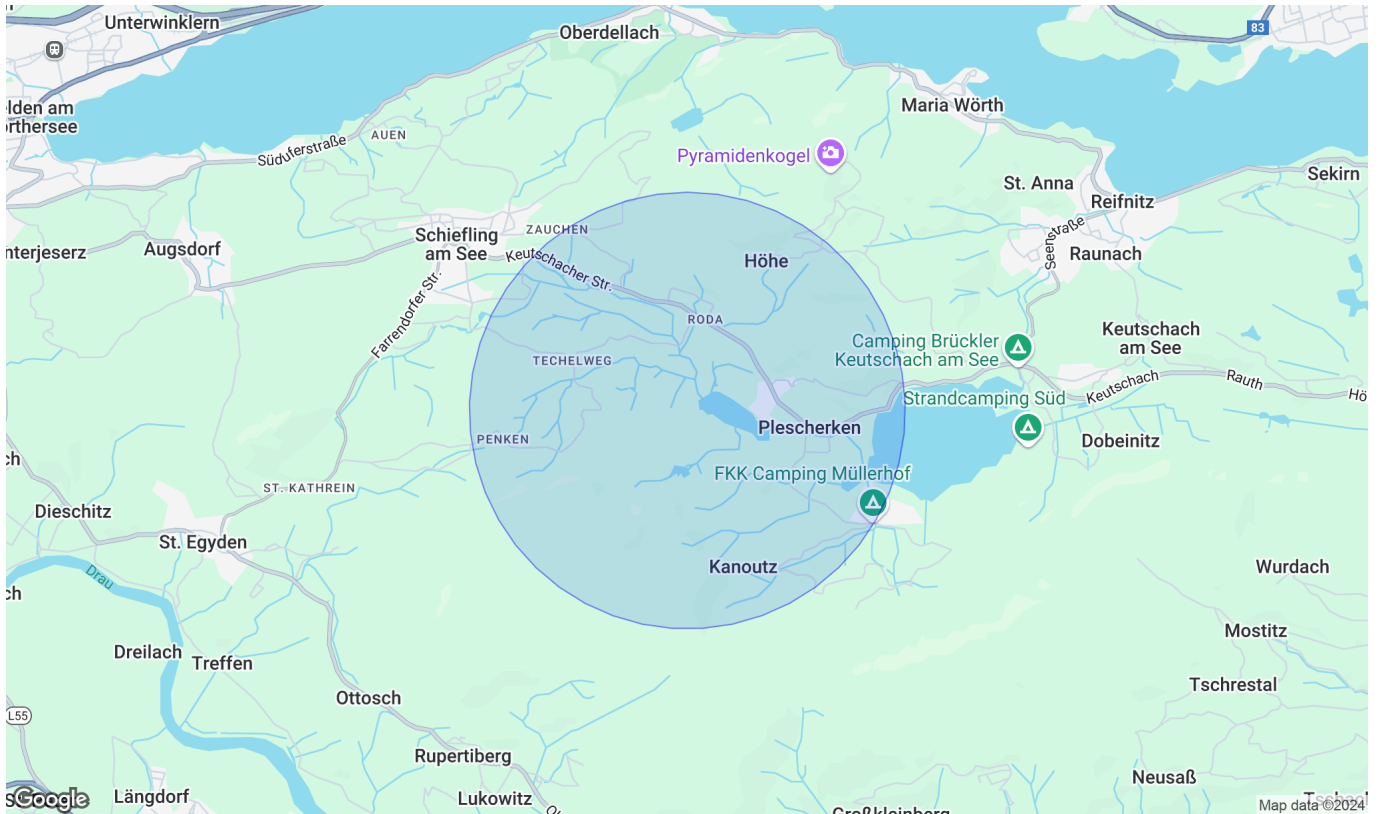 Unterwinklern
Oberdellach
83
lden am
rthersee
AUEN
Süduferstraße
Maria Wörth
Pyramidenkogel
St. Anna
Sekirn
Reifnitz
Seenstraße
Raunach
nterjeserz
Augsdorf
Schiefling
am See
ZAUCHEN
Keutschacher Str.
Höhe
Farrendorfer Str.
RODA
TECHELWEG
Camping Brückler
Keutschach am See
Keutschach
am See
Keutschach
Rauth
Hö
Strandcamping Süd
Plescherken
Dobeinitz
PENKEN
ch
FKK Camping Müllerhof
ST. KATHREIN
Dieschitz
St. Egyden
Kanoutz
Wurdach
Drau
ch
Mostitz
Dreilach
Treffen
Tschrestal
Ottosch
L55
Rupertiberg
Neusaß
Längdorf
Lukowitz
Großkleinberg
Google
Map data ©2024